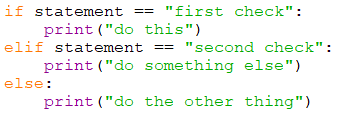 if statement == "first check":
    print("do this")
elif statement == "second check":
    print("do something else")
else:
    print("do the other thing")